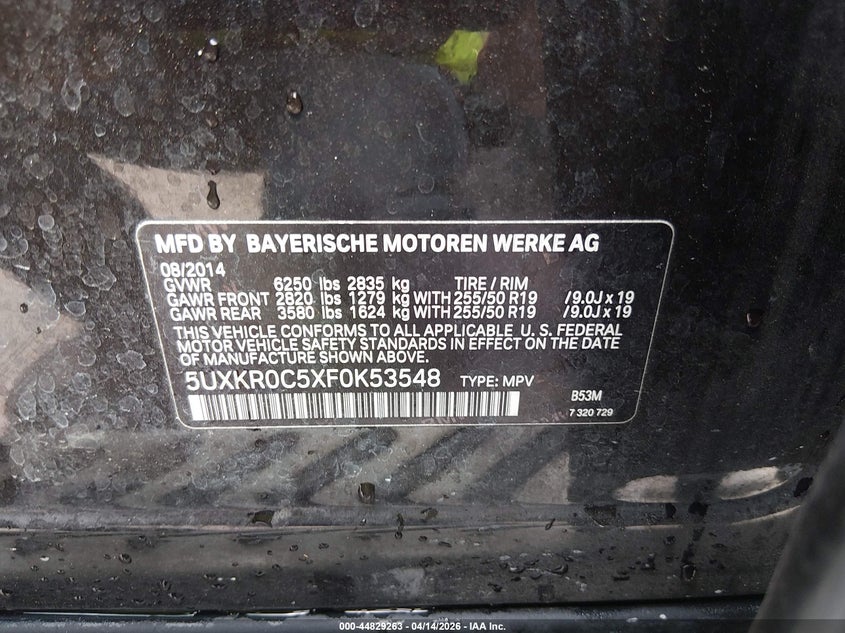 MFD BY BAYERISCHE MOTOREN WERKE AG
08/2014
GVWR 6250 lbs 2835 kg TIRE / RIM
GAWR FRONT 2820 lbs 1279 kg WITH 255/50 R19 /9.0J x 19
GAWR REAR 3580 lbs 1624 kg WITH 255/50 R19 /9.0J x 19
THIS VEHICLE CONFORMS TO ALL APPLICABLE U. S. FEDERAL
MOTOR VEHICLE SAFETY STANDARDS IN EFFECT ON THE DATE
OF MANUFACTURE SHOWN ABOVE.
5UXKR0C5XF0K53548 TYPE: MPV
B53M
7 320 729
000-44829263 - 04/14/2026 - IAA Inc.